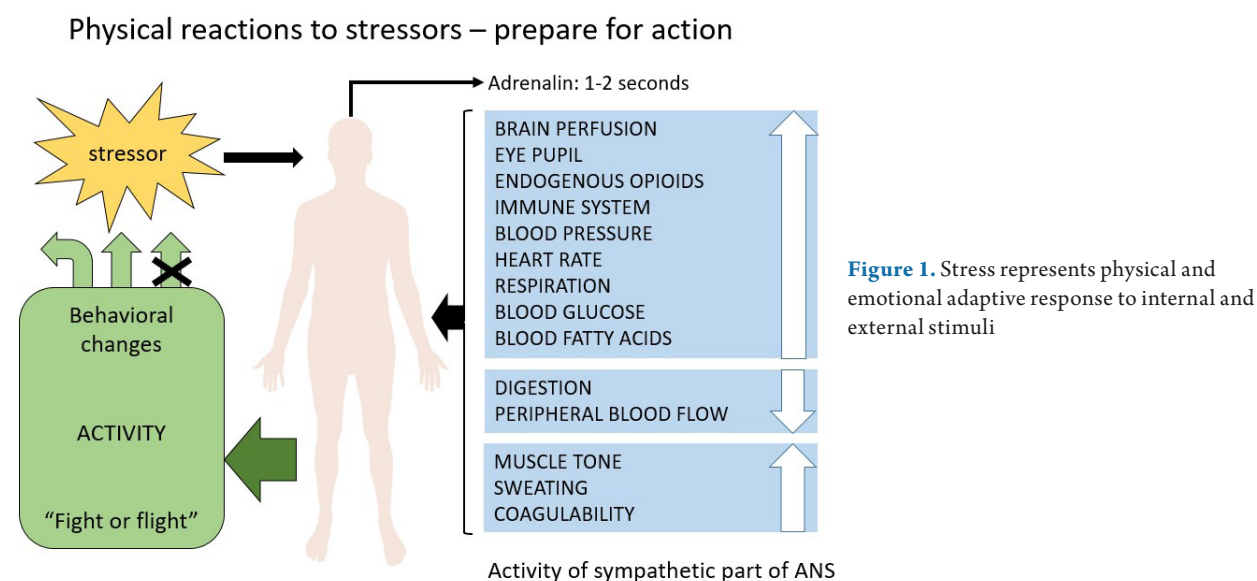 Physical reactions to stressors – prepare for action
Adrenalin: 1-2 seconds
stressor
BRAIN PERFUSION
EYE PUPIL
ENDOGENOUS OPIOIDS
IMMUNE SYSTEM
BLOOD PRESSURE
HEART RATE
RESPIRATION
BLOOD GLUCOSE
BLOOD FATTY ACIDS
DIGESTION
PERIPHERAL BLOOD FLOW
MUSCLE TONE
SWEATING
COAGULABILITY
Activity of sympathetic part of ANS
Behavioral
changes
ACTIVITY
“Fight or flight”
Figure 1. Stress represents physical and
emotional adaptive response to internal and
external stimuli